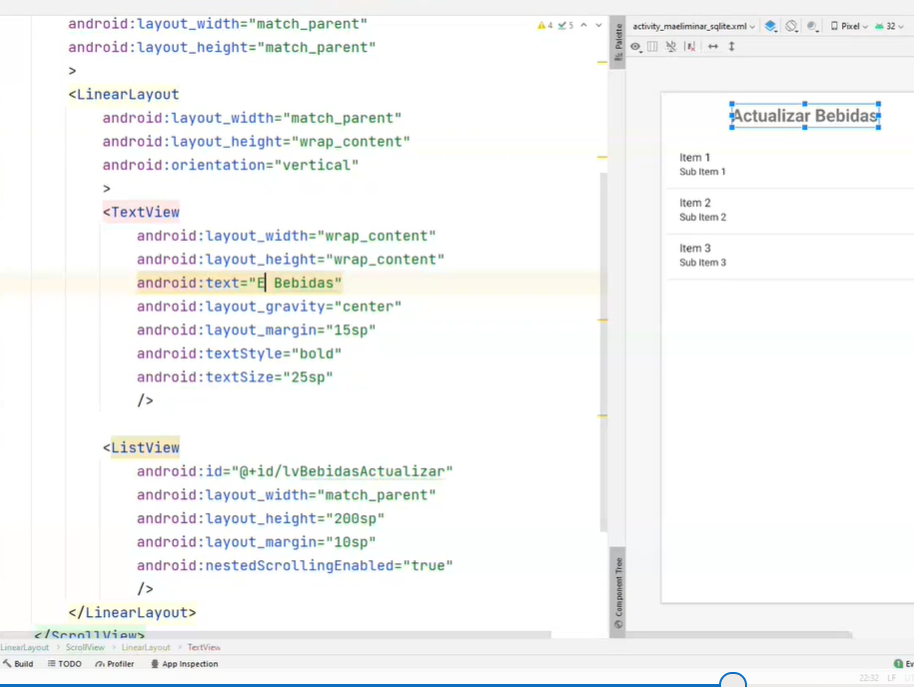 android:layout_width="match_parent"
android:layout_height="match_parent"
>
<LinearLayout
android:layout_width="match_parent"
android:layout_height="wrap_content"
android:orientation="vertical"
>
<TextView
android:layout_width="wrap_content"
android:layout_height="wrap_content"
android:text="E Bebidas"
android:layout_gravity="center"
android:layout_margin="15sp"
android:textStyle="bold"
android:textSize="25sp"
/>
<ListView
android:id="@+id/lvBebidasActualizar"
android:layout_width="match_parent"
android:layout_height="200sp"
android:layout_margin="10sp"
android:nestedScrollingEnabled="true"
/>
</LinearLayout>
</ScrollView>
4 5
Palette
activity_maeliminar_sqlite.xml
Pixel
32
Actualizar Bebidas
Item 1
Sub Item 1
Item 2
Sub Item 2
Item 3
Sub Item 3
Component Tree
LinearLayout > ScrollView > LinearLayout > TextView
Build TODO Profiler App Inspection
1
22:32 LF